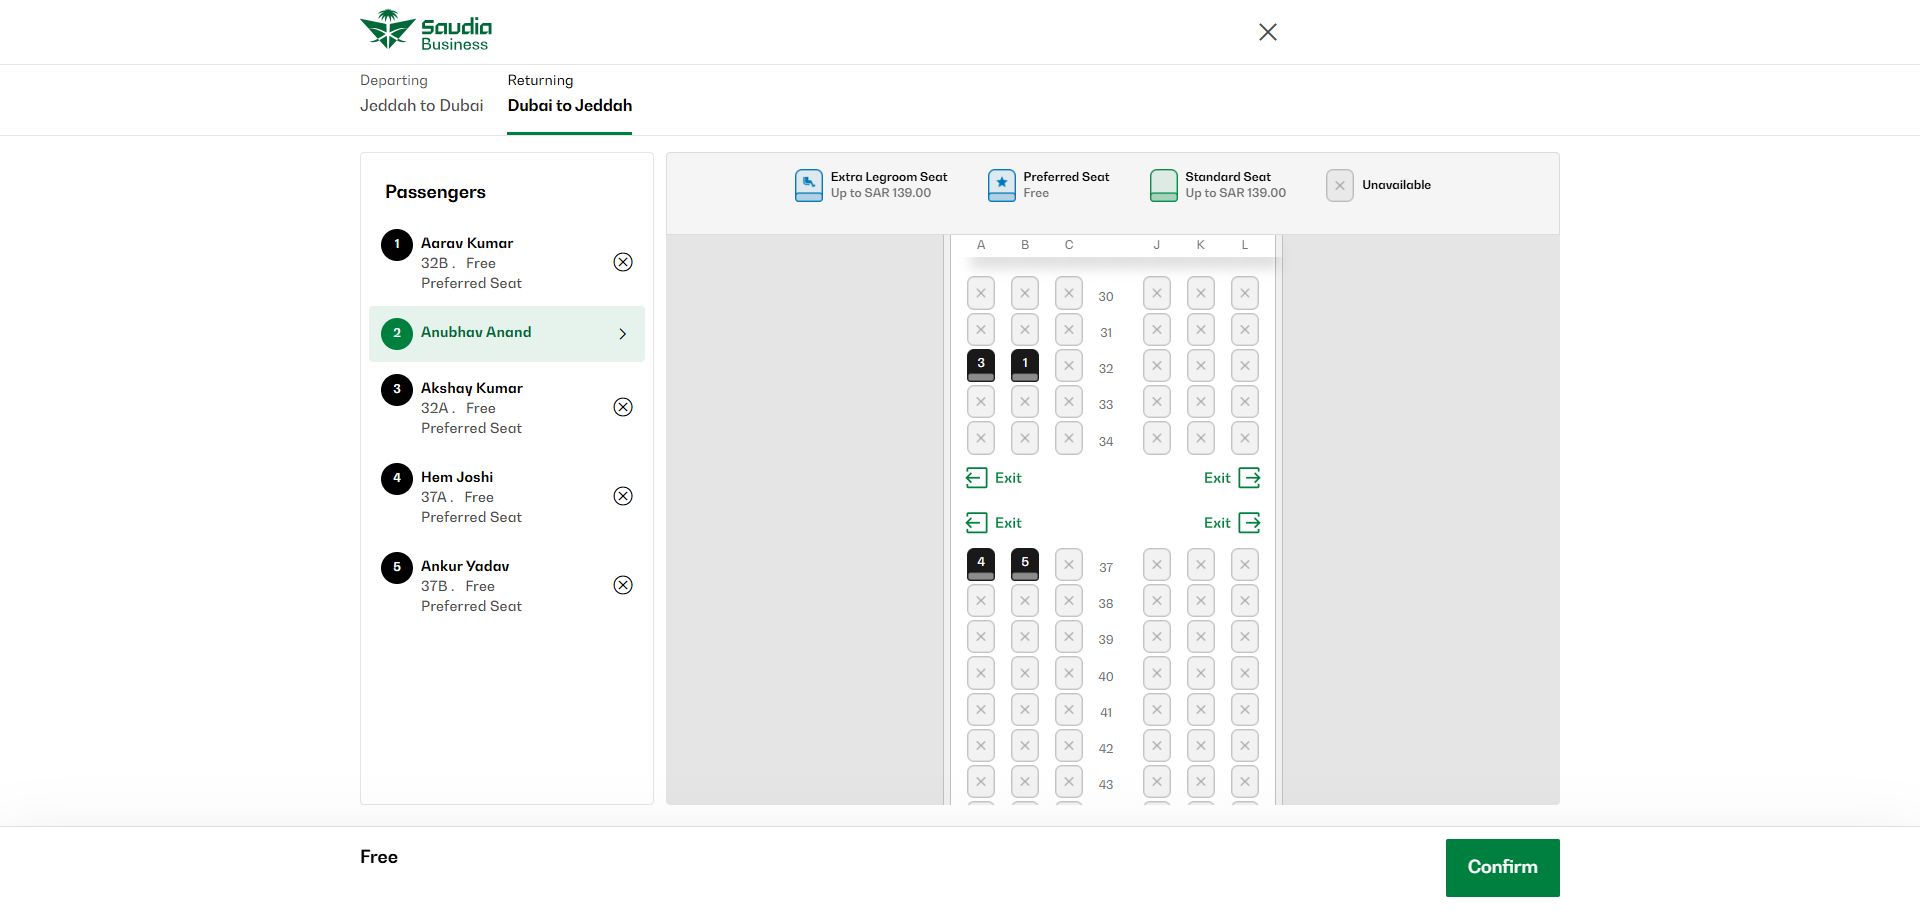 Saudia
Business
Departing
Jeddah to Dubai
Returning
Dubai to Jeddah
Passengers
1
Aarav Kumar
32B . Free
Preferred Seat
2
Anubhav Anand
3
Akshay Kumar
32A . Free
Preferred Seat
4
Hem Joshi
37A . Free
Preferred Seat
5
Ankur Yadav
37B . Free
Preferred Seat
Extra Legroom Seat
Up to SAR 139.00
Preferred Seat
Free
Standard Seat
Up to SAR 139.00
Unavailable
A B C J K L
30
31
3 1 32
33
34
Exit Exit
Exit Exit
4 5 37
38
39
40
41
42
43
Free
Confirm